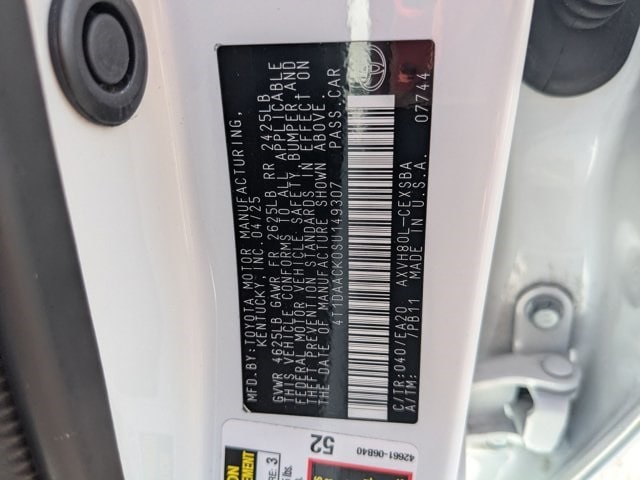 MFD.BY:TOYOTA MOTOR MANUFACTURING,
KENTUCKY, INC. 04/25
GVWR 4625LB GAWR FR 2625LB RR 2425LB
THIS VEHICLE CONFORMS TO ALL APPLICABLE
FEDERAL MOTOR VEHICLE SAFETY, BUMPER AND
THEFT PREVENTION STANDARDS IN EFFECT ON
THE DATE OF MANUFACTURE SHOWN ABOVE.
4T1DAACK0SU149307 PASS.CAR
C/TR:040/EA20 AXVH80L-CEXSBA
A/TM: 7PB11 MADE IN U.S.A. 07744
52
42661-06B40